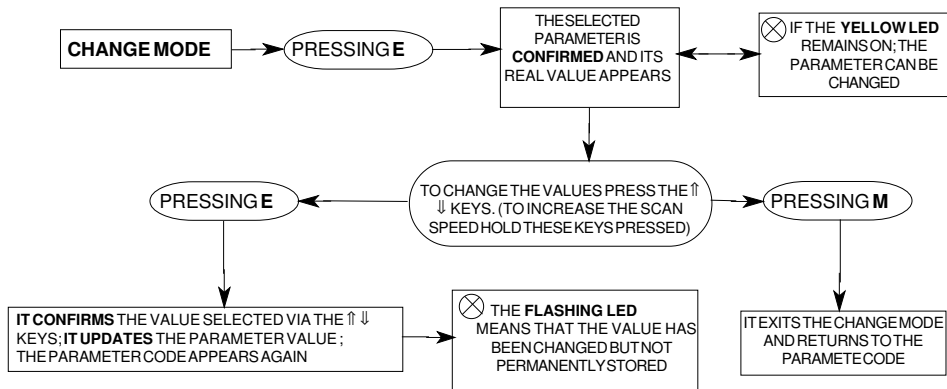 CHANGE MODE
PRESSING E
THE SELECTED
PARAMETER IS
CONFIRMED AND ITS
REAL VALUE APPEARS
IF THE YELLOW LED
REMAINS ON; THE
PARAMETER CAN BE
CHANGED
TO CHANGE THE VALUES PRESS THE ⇑
⇓ KEYS. (TO INCREASE THE SCAN
SPEED HOLD THESE KEYS PRESSED)
PRESSING E
PRESSING M
IT CONFIRMS THE VALUE SELECTED VIA THE ⇑ ⇓
KEYS; IT UPDATES THE PARAMETER VALUE ;
THE PARAMETER CODE APPEARS AGAIN
THE FLASHING LED
MEANS THAT THE VALUE HAS
BEEN CHANGED BUT NOT
PERMANENTLY STORED
IT EXITS THE CHANGE MODE
AND RETURNS TO THE
PARAMETE CODE